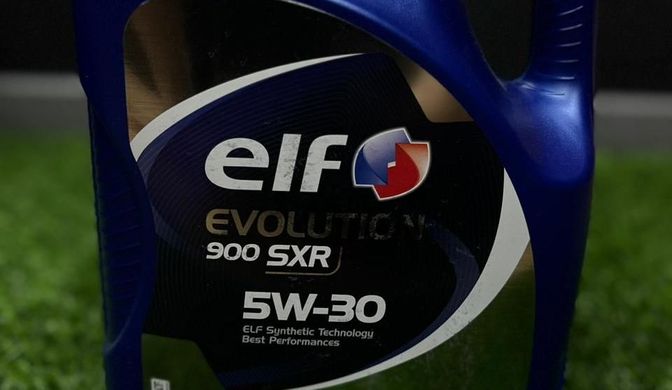 elf
EVOLUTION
900 SXR
5W-30
ELF Synthetic Technology
Best Performances